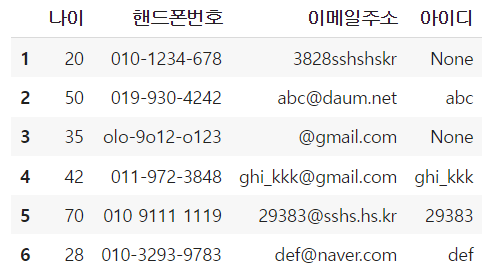 나이 핸드폰번호 이메일주소 아이디
1 20 010-1234-678 3828sshshskr None
2 50 019-930-4242 abc@daum.net abc
3 35 olo-9o12-o123 @gmail.com None
4 42 011-972-3848 ghi_kkk@gmail.com ghi_kkk
5 70 010 9111 1119 29383@sshs.hs.kr 29383
6 28 010-3293-9783 def@naver.com def